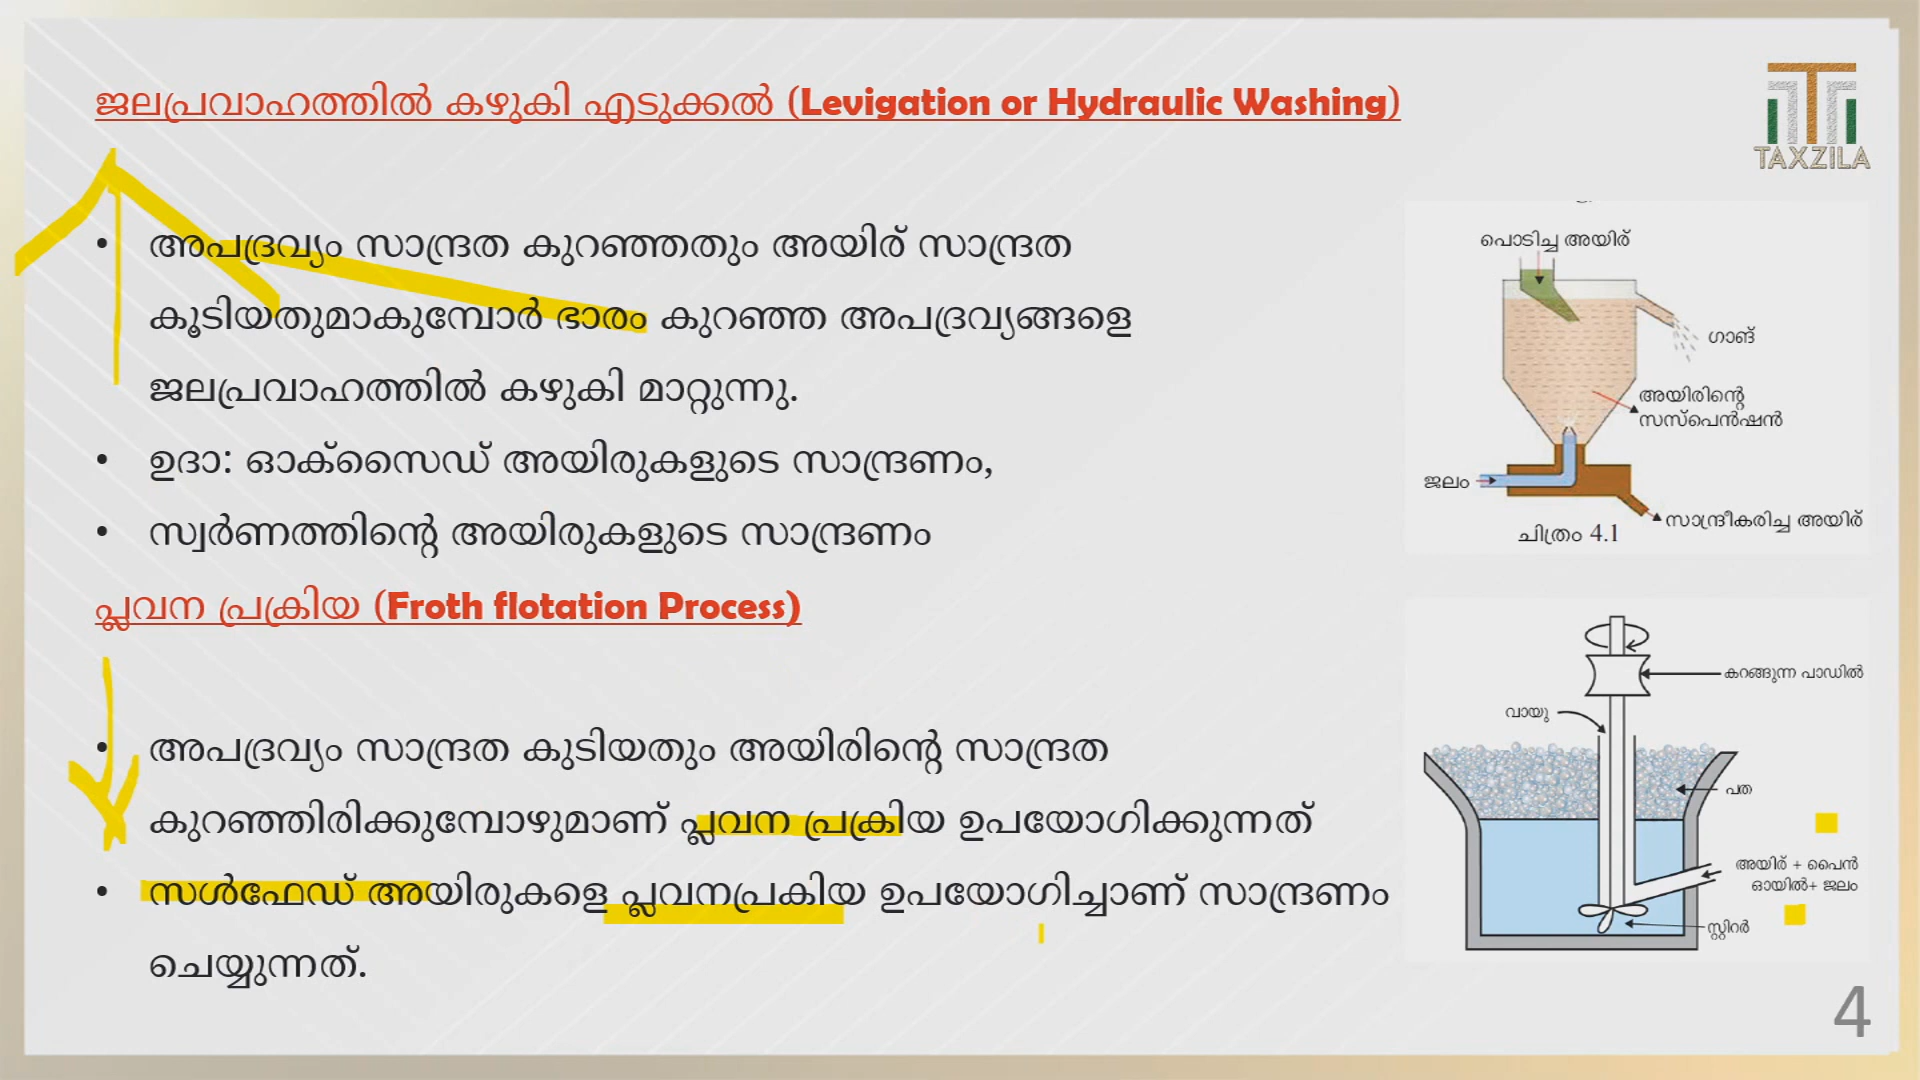 ജലപ്രവാഹത്തിൽ കഴുകി എടുക്കൽ (Levigation or Hydraulic Washing)
TAXZILA
• അപദ്രവ്യം സാന്ദ്രത കുറഞ്ഞതും അയിര് സാന്ദ്രത
കൂടിയതുമാകുമ്പോർ ഭാരം കുറഞ്ഞ അപദ്രവ്യങ്ങളെ
ജലപ്രവാഹത്തിൽ കഴുകി മാറ്റുന്നു.
• ഉദാ: ഓക്സൈഡ് അയിരുകളുടെ സാന്ദ്രണം,
• സ്വർണത്തിന്റെ അയിരുകളുടെ സാന്ദ്രണം
പൊടിച്ച അയിര്
ഗാങ്
അയിരിന്റെ
സസ്പെൻഷൻ
ജലം
സാന്ദ്രീകരിച്ച അയിര്
ചിത്രം 4.1
പ്ലവന പ്രക്രിയ (Froth flotation Process)
• അപദ്രവ്യം സാന്ദ്രത കുടിയതും അയിരിന്റെ സാന്ദ്രത
കുറഞ്ഞിരിക്കുമ്പോഴുമാണ് പ്ലവന പ്രക്രിയ ഉപയോഗിക്കുന്നത്
• സൾഫേഡ് അയിരുകളെ പ്ലവനപ്രകിയ ഉപയോഗിച്ചാണ് സാന്ദ്രണം
ചെയ്യുന്നത്.
കറങ്ങുന്ന പാഡിൽ
വായു
പത
അയിര് + പൈൻ
ഓയിൽ+ ജലം
സ്റ്റിറർ
4